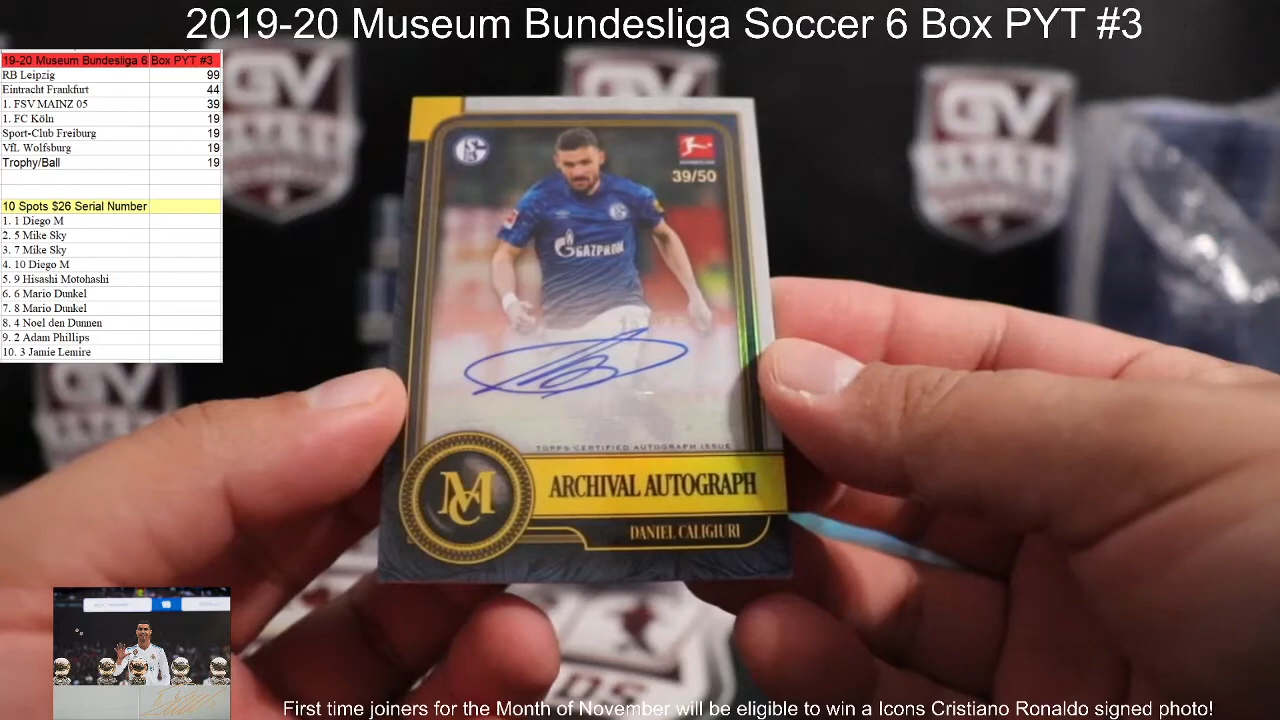 2019-20 Museum Bundesliga Soccer 6 Box PYT #3
19-20 Museum Bundesliga 6 Box PYT #3
RB Leipzig 99
Eintracht Frankfurt 44
1. FSV MAINZ 05 39
1. FC Köln 19
Sport-Club Freiburg 19
VfL Wolfsburg 19
Trophy/Ball 19
10 Spots $26 Serial Number
1. 1 Diego M
2. 5 Mike Sky
3. 7 Mike Sky
4. 10 Diego M
5. 9 Hisashi Motohashi
6. 6 Mario Dunkel
7. 8 Mario Dunkel
8. 4 Noel den Dunnen
9. 2 Adam Phillips
10. 3 Jamie Lemire
GV
GV
39/50
GAZPROM
TOPPS CERTIFIED AUTOGRAPH ISSUE
MC
ARCHIVAL AUTOGRAPH
DANIEL CALIGIURI
First time joiners for the Month of November will be eligible to win a Icons Cristiano Ronaldo signed photo!